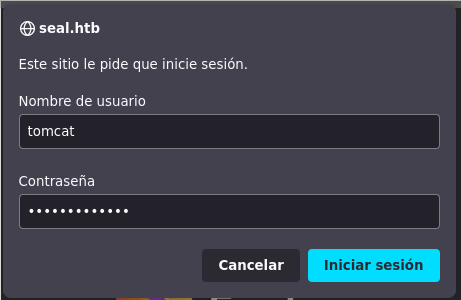 seal.htb
Este sitio le pide que inicie sesión.
Nombre de usuario
tomcat
Contraseña
•••••••••••••
Cancelar Iniciar sesión